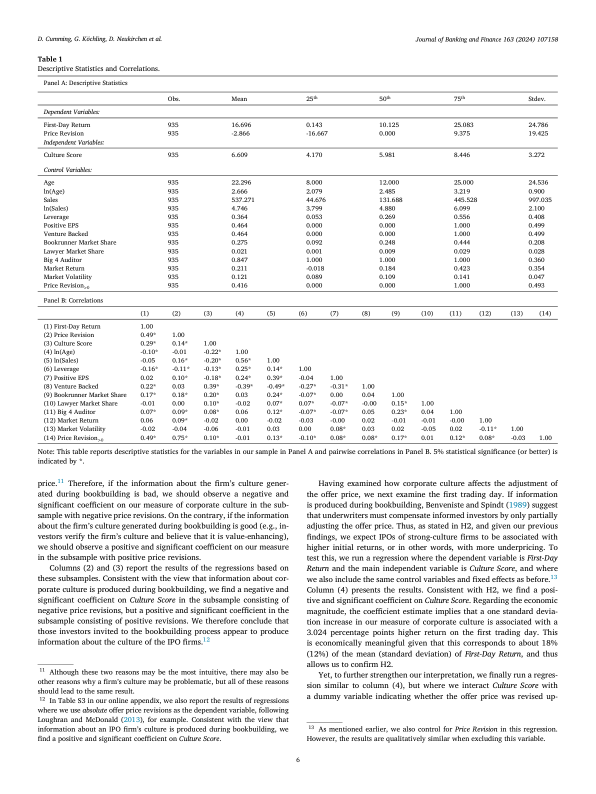 D. Cumming, G. Köchling, D. Neukirchen et al.
Journal of Banking and Finance 163 (2024) 107158
Table 1
Descriptive Statistics and Correlations.
Panel A: Descriptive Statistics
Obs. Mean 25th 50th 75th Stdev.
Dependent Variables:
First-Day Return 935 16.696 0.143 10.125 25.083 24.786
Price Revision 935 -2.866 -16.667 0.000 9.375 19.425
Independent Variables:
Culture Score 935 6.609 4.170 5.981 8.446 3.272
Control Variables:
Age 935 22.296 8.000 12.000 25.000 24.536
ln(Age) 935 2.666 2.079 2.485 3.219 0.900
Sales 935 537.271 44.676 131.688 445.528 997.035
ln(Sales) 935 4.746 3.799 4.880 6.099 2.100
Leverage 935 0.364 0.053 0.269 0.556 0.408
Positive EPS 935 0.464 0.000 0.000 1.000 0.499
Venture Backed 935 0.464 0.000 0.000 1.000 0.499
Bookrunner Market Share 935 0.275 0.092 0.248 0.444 0.208
Lawyer Market Share 935 0.021 0.001 0.009 0.029 0.028
Big 4 Auditor 935 0.847 1.000 1.000 1.000 0.360
Market Return 935 0.211 -0.018 0.184 0.423 0.354
Market Volatility 935 0.121 0.089 0.109 0.141 0.047
Price Revision>0 935 0.416 0.000 0.000 1.000 0.493
Panel B: Correlations
(1) (2) (3) (4) (5) (6) (7) (8) (9) (10) (11) (12) (13) (14)
(1) First-Day Return 1.00
(2) Price Revision 0.49* 1.00
(3) Culture Score 0.29* 0.14* 1.00
(4) ln(Age) -0.10* -0.01 -0.22* 1.00
(5) ln(Sales) -0.05 0.16* -0.20* 0.56* 1.00
(6) Leverage -0.16* -0.11* -0.13* 0.25* 0.14* 1.00
(7) Positive EPS 0.02 0.10* -0.18* 0.24* 0.39* -0.04 1.00
(8) Venture Backed 0.22* 0.03 0.39* -0.39* -0.49* -0.27* -0.31* 1.00
(9) Bookrunner Market Share 0.17* 0.18* 0.20* 0.03 0.24* -0.07* 0.00 0.04 1.00
(10) Lawyer Market Share -0.01 0.00 0.10* -0.02 0.07* -0.07* -0.07* -0.00 0.15* 1.00
(11) Big 4 Auditor 0.07* 0.09* 0.08* 0.06 0.12* -0.07* -0.07* 0.05 0.23* 0.04 1.00
(12) Market Return 0.06 0.09* -0.02 0.00 -0.02 -0.03 -0.00 0.02 -0.01 -0.01 -0.00 1.00
(13) Market Volatility -0.02 -0.04 -0.06 -0.01 0.03 0.00 0.08* 0.03 0.02 -0.05 0.02 -0.11* 1.00
(14) Price Revision>0 0.49* 0.75* 0.10* -0.01 0.13* -0.10* 0.08* 0.08* 0.17* 0.01 0.12* 0.08* -0.03 1.00
Note: This table reports descriptive statistics for the variables in our sample in Panel A and pairwise correlations in Panel B. 5% statistical significance (or better) is
indicated by *.
price.11 Therefore, if the information about the firm's culture gener-
ated during bookbuilding is bad, we should observe a negative and
significant coefficient on our measure of corporate culture in the sub-
sample with negative price revisions. On the contrary, if the information
about the firm's culture generated during bookbuilding is good (e.g., in-
vestors verify the firm's culture and believe that it is value-enhancing),
we should observe a positive and significant coefficient on our measure
in the subsample with positive price revisions.
Columns (2) and (3) report the results of the regressions based on
these subsamples. Consistent with the view that information about cor-
porate culture is produced during bookbuilding, we find a negative and
significant coefficient on Culture Score in the subsample consisting of
negative price revisions, but a positive and significant coefficient in the
subsample consisting of positive revisions. We therefore conclude that
those investors invited to the bookbuilding process appear to produce
information about the culture of the IPO firms.12
11 Although these two reasons may be the most intuitive, there may also be
other reasons why a firm's culture may be problematic, but all of these reasons
should lead to the same result.
12 In Table S3 in our online appendix, we also report the results of regressions
where we use absolute offer price revisions as the dependent variable, following
Loughran and McDonald (2013), for example. Consistent with the view that
information about an IPO firm's culture is produced during bookbuilding, we
find a positive and significant coefficient on Culture Score.
Having examined how corporate culture affects the adjustment of
the offer price, we next examine the first trading day. If information
is produced during bookbuilding, Benveniste and Spindt (1989) suggest
that underwriters must compensate informed investors by only partially
adjusting the offer price. Thus, as stated in H2, and given our previous
findings, we expect IPOs of strong-culture firms to be associated with
higher initial returns, or in other words, with more underpricing. To
test this, we run a regression where the dependent variable is First-Day
Return and the main independent variable is Culture Score, and where
we also include the same control variables and fixed effects as before.13
Column (4) presents the results. Consistent with H2, we find a posi-
tive and significant coefficient on Culture Score. Regarding the economic
magnitude, the coefficient estimate implies that a one standard devia-
tion increase in our measure of corporate culture is associated with a
3.024 percentage points higher return on the first trading day. This
is economically meaningful given that this corresponds to about 18%
(12%) of the mean (standard deviation) of First-Day Return, and thus
allows us to confirm H2.
Yet, to further strengthen our interpretation, we finally run a regres-
sion similar to column (4), but where we interact Culture Score with
a dummy variable indicating whether the offer price was revised up-
13 As mentioned earlier, we also control for Price Revision in this regression.
However, the results are qualitatively similar when excluding this variable.
6